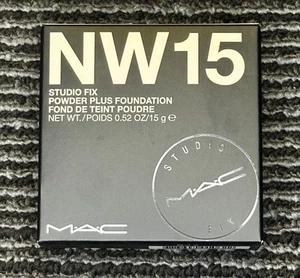 NW15
STUDIO FIX
POWDER PLUS FOUNDATION
FOND DE TEINT POUDRE
NET WT./POIDS 0.52 OZ/15 g ℮
STUDIO
FIX
MAC